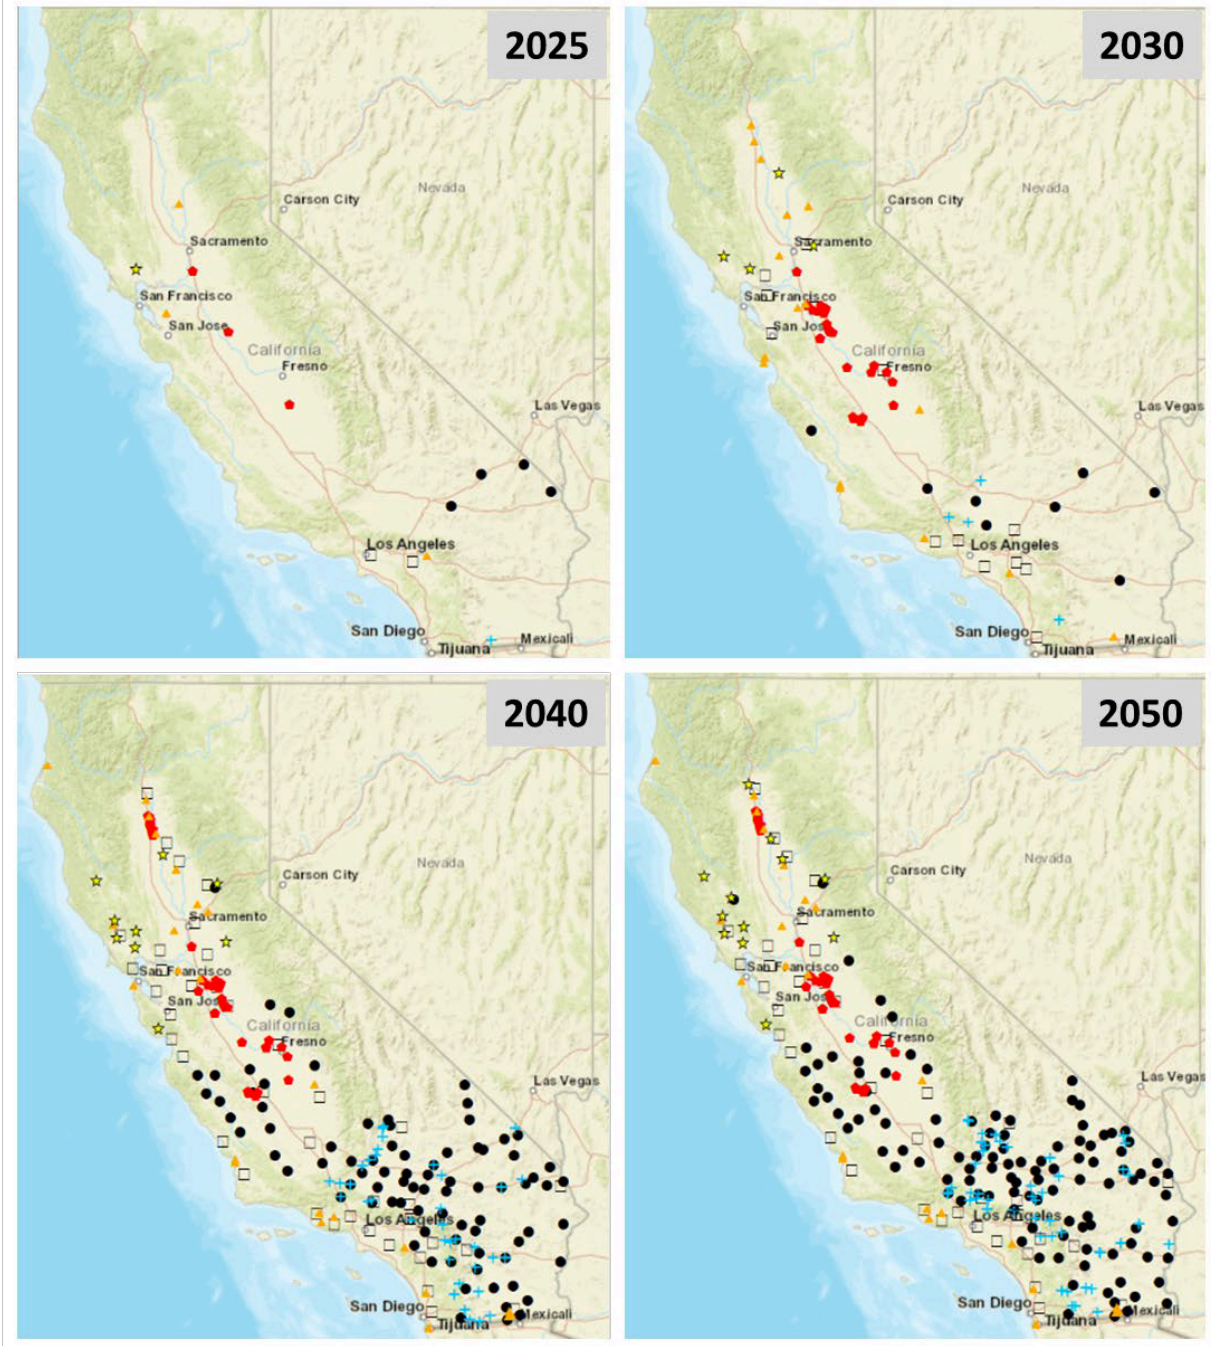 2025
Nevada
Carson City
Sacramento
San Francisco
San Jose
California
Fresno
Las Vegas
Los Angeles
San Diego
Tijuana
Mexicali
2030
Nevada
Carson City
Sacramento
San Francisco
San Jos
California
Fresno
Las Vegas
Los Angeles
San Diego
Tijuana
Mexicali
2040
Nevada
Carson City
Sacramento
San Francisco
San Jos
California
Fresno
Las Vegas
Los Angeles
San Diego
Tijuana
Mexicali
2050
Nevada
Carson City
Sacramento
San Francisco
San Jos
California
Fresno
Las Vegas
Los Angeles
San Diego
Tijuana
Mexicali